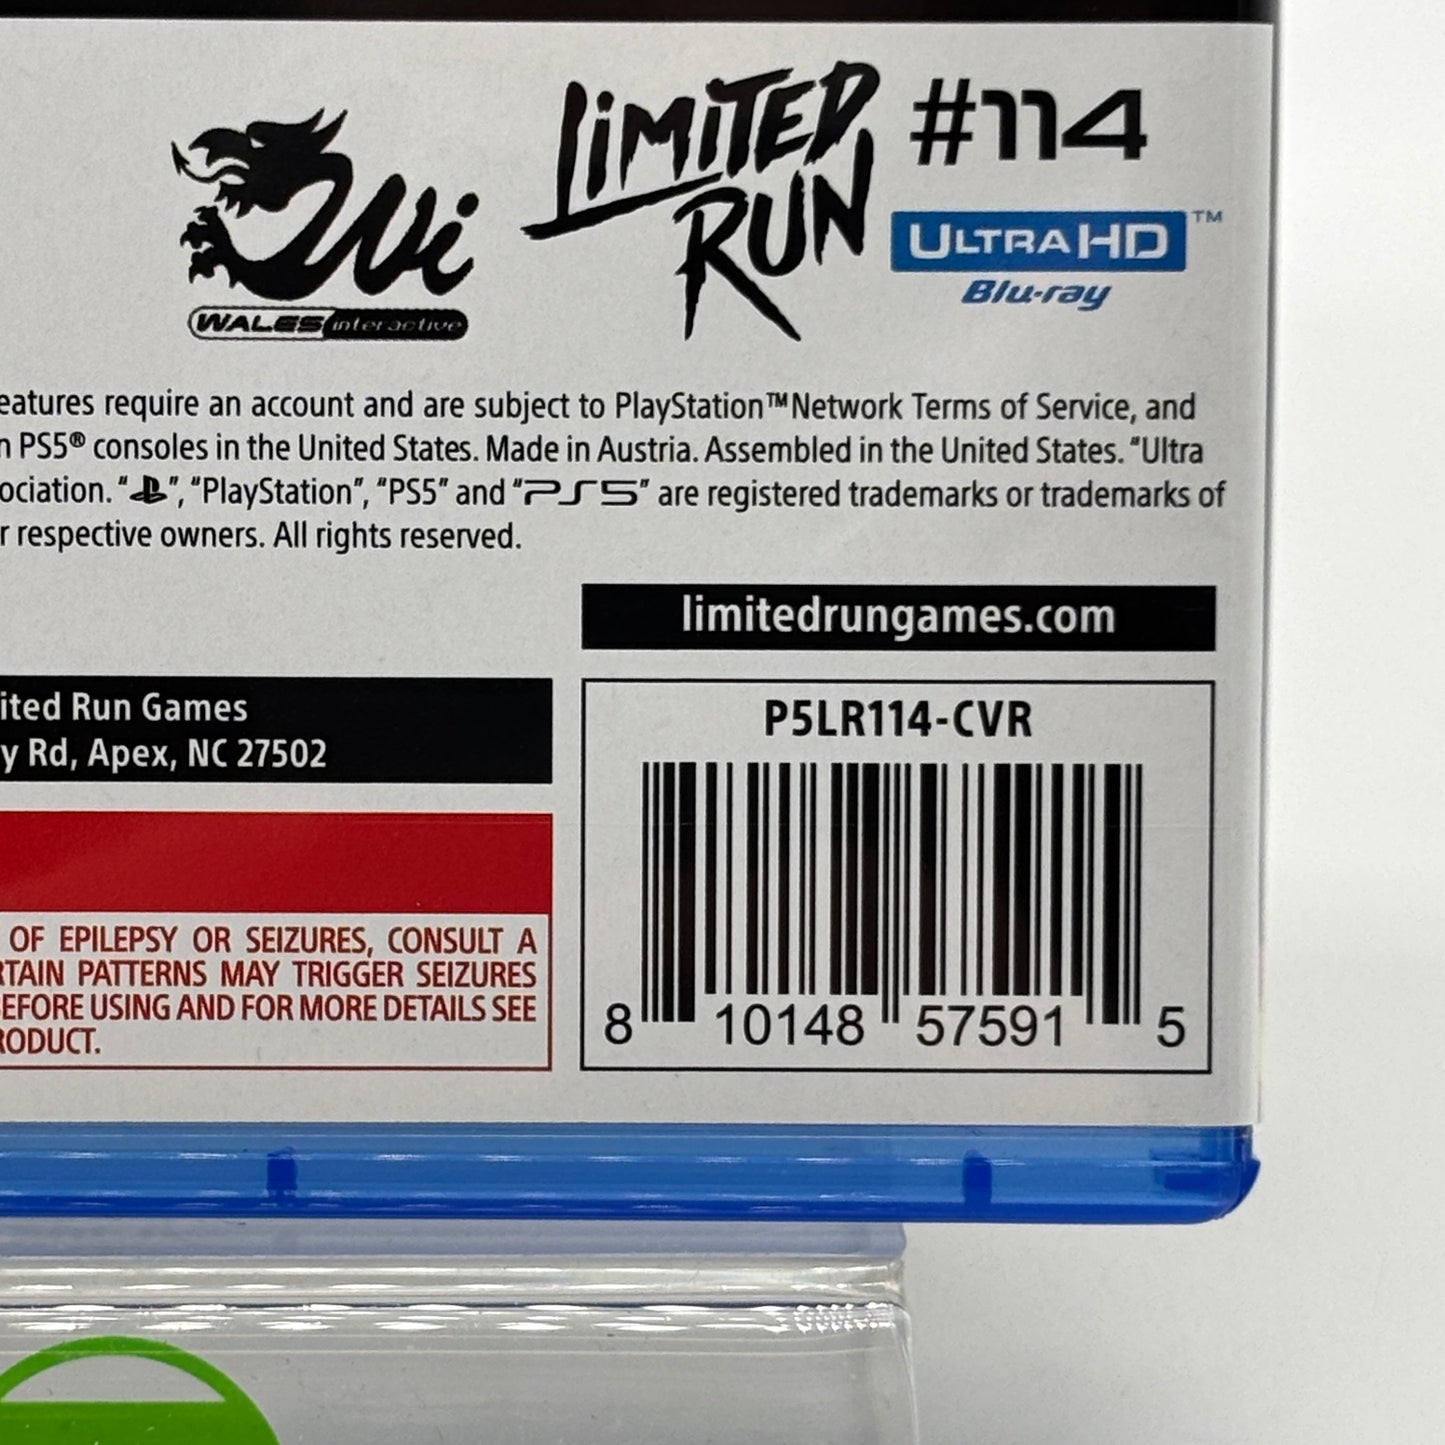 Wi
WALES interactive
LIMITED RUN #114
ULTRA HD™
Blu-ray
eatures require an account and are subject to PlayStation™Network Terms of Service, and
n PS5® consoles in the United States. Made in Austria. Assembled in the United States. "Ultra
ociation. "", "PlayStation", "PS5" and "PS5" are registered trademarks or trademarks of
r respective owners. All rights reserved.
limitedrungames.com
ited Run Games
y Rd, Apex, NC 27502
P5LR114-CVR
8 10148 57591 5
OF EPILEPSY OR SEIZURES, CONSULT A
RTAIN PATTERNS MAY TRIGGER SEIZURES
EFORE USING AND FOR MORE DETAILS SEE
RODUCT.